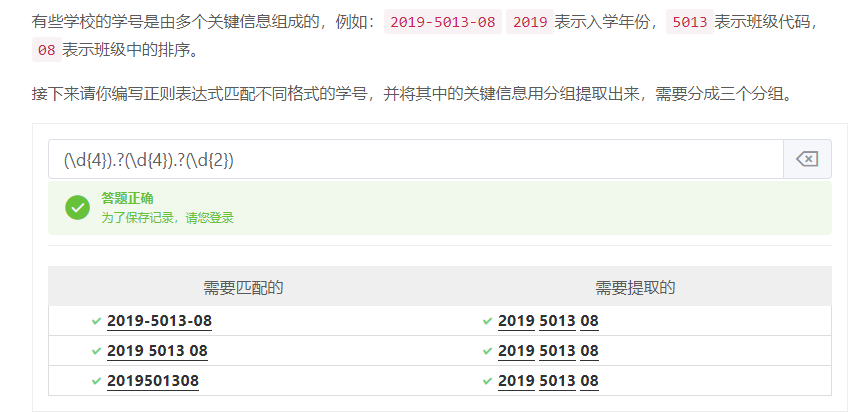 有些学校的学号是由多个关键信息组成的，例如： 2019-5013-08 2019 表示入学年份， 5013 表示班级代码，
08 表示班级中的排序。
接下来请你编写正则表达式匹配不同格式的学号，并将其中的关键信息用分组提取出来，需要分成三个分组。
(\d{4}).?(\d{4}).?(\d{2})
答题正确
为了保存记录，请您登录
需要匹配的 需要提取的
2019-5013-08 2019 5013 08
2019 5013 08 2019 5013 08
2019501308 2019 5013 08